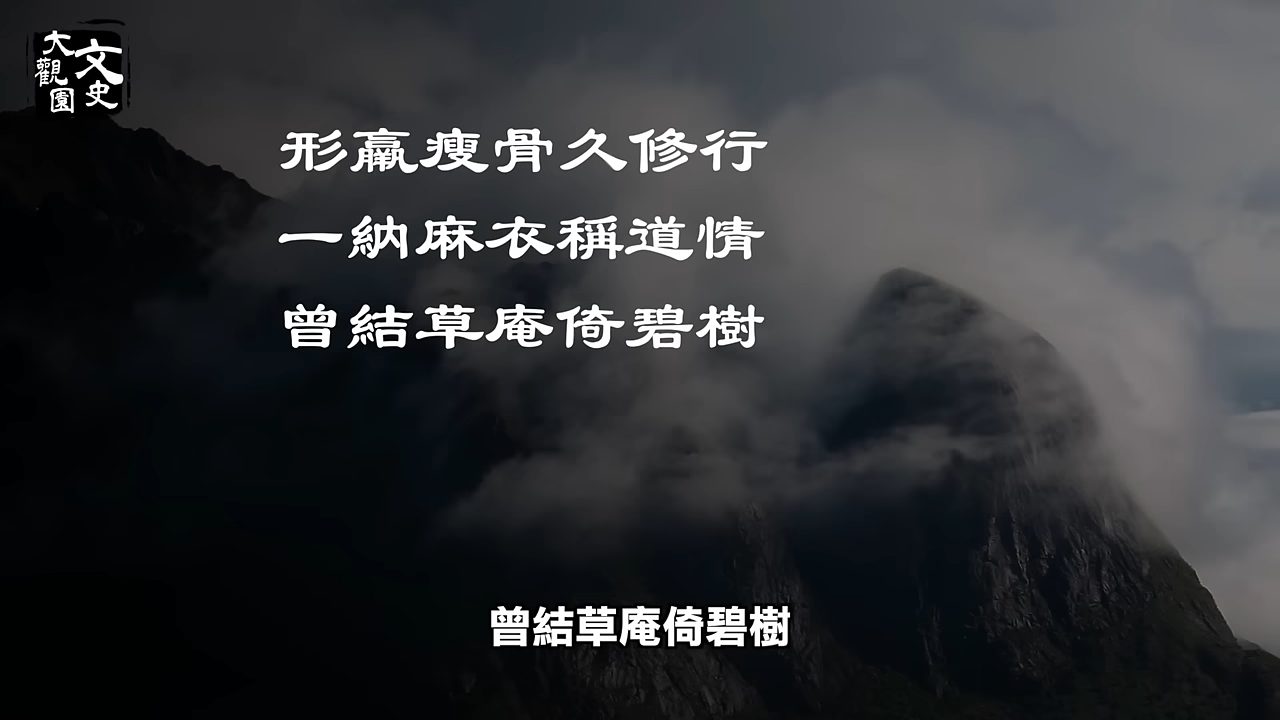 文史
大觀園
形羸瘦骨久修行
一納麻衣稱道情
曾結草庵倚碧樹
曾結草庵倚碧樹